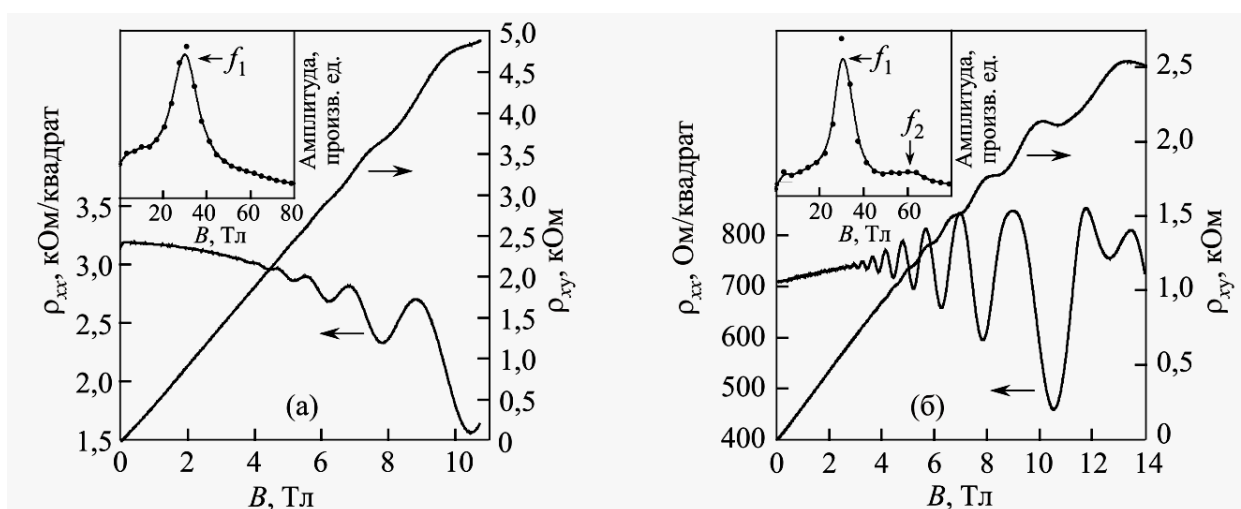 f₁
Амплитуда,
произв. ед.
20 40 60 80
B, Тл
ρxx, кОм/квадрат
3,5
3,0
2,5
2,0
1,5
5,0
4,5
4,0
3,5
3,0
2,5
2,0
1,5
1,0
0,5
0
ρxy, кОм
(а)
0 2 4 6 8 10
B, Тл
f₁
f₂
Амплитуда,
произв. ед.
20 40 60
B, Тл
ρxx, Ом/квадрат
800
700
600
500
400
2,5
2,0
1,5
1,0
0,5
0
ρxy, кОм
(б)
0 2 4 6 8 10 12 14
B, Тл